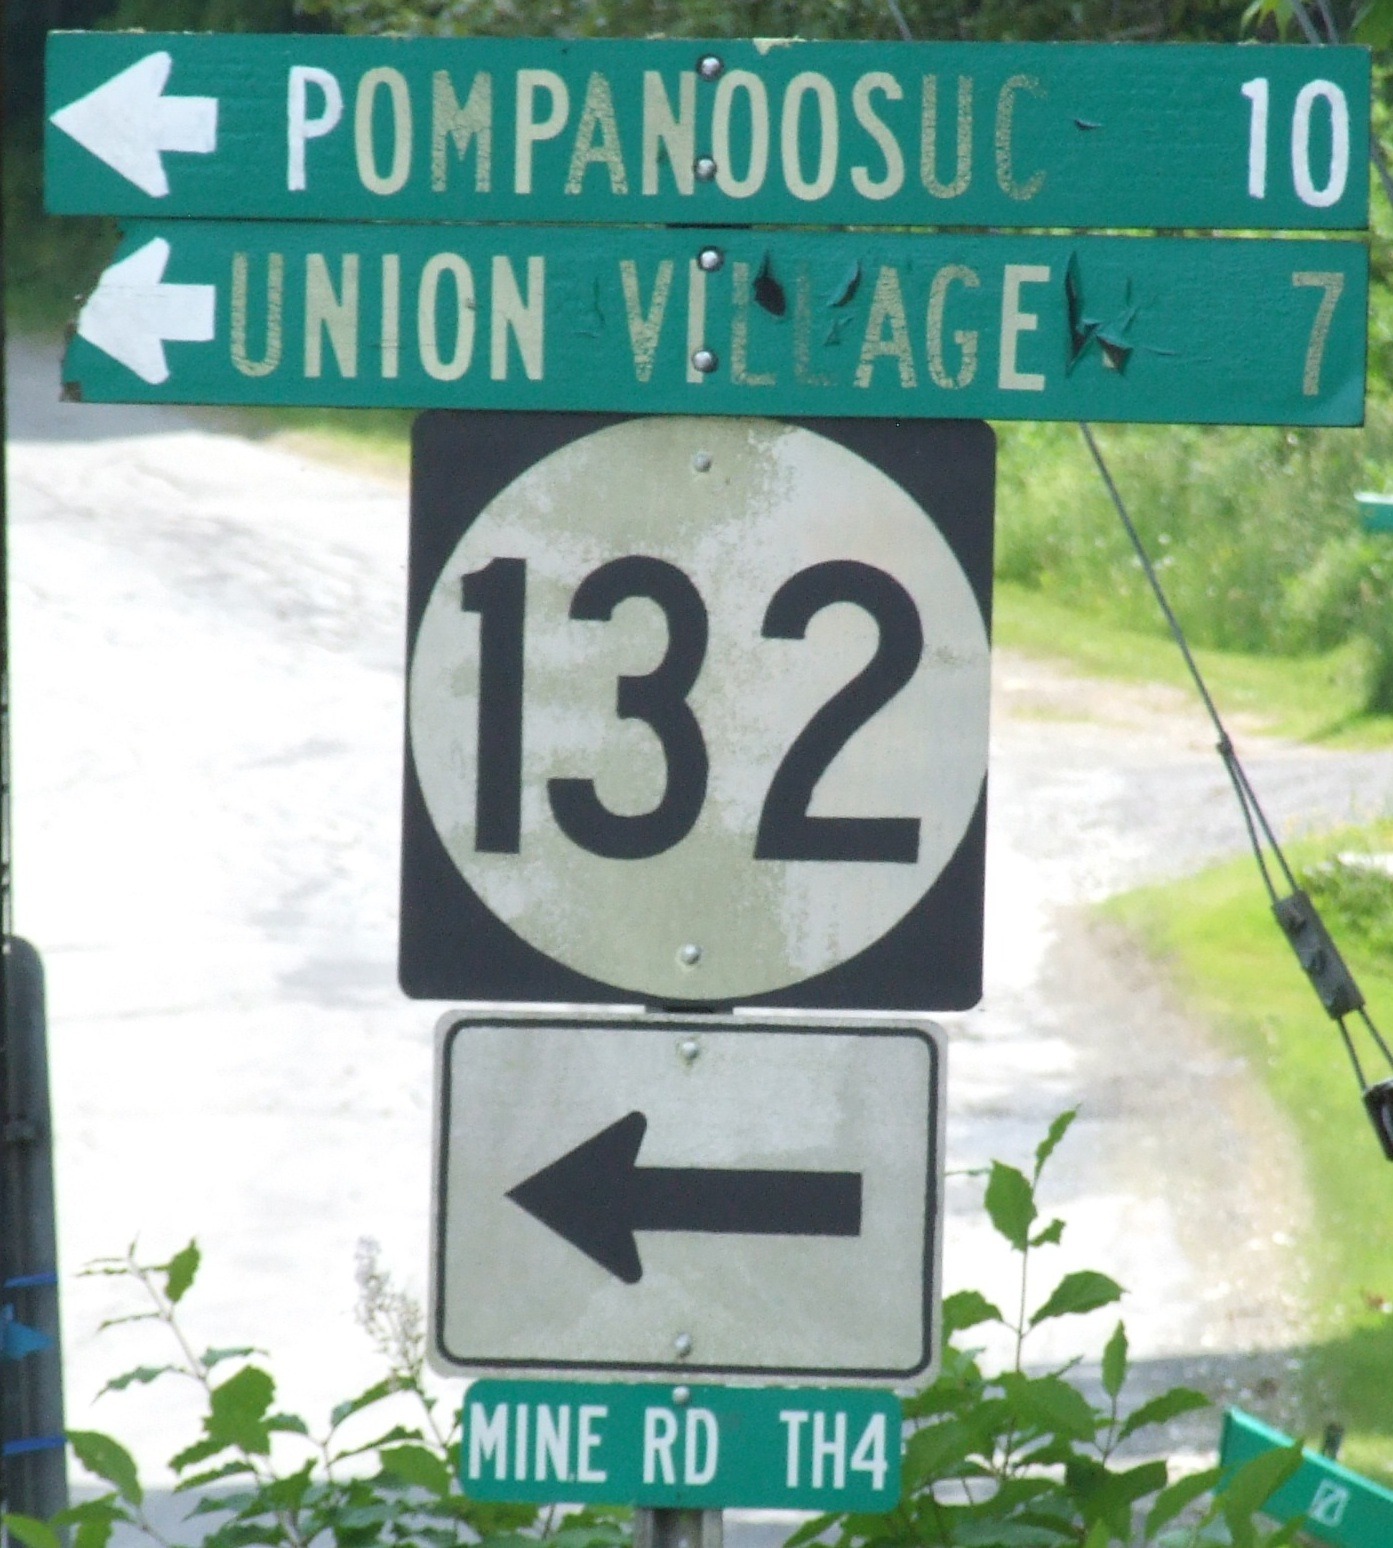 POMPANOOSUC 10
UNION VILLAGE 7
132
MINE RD TH4